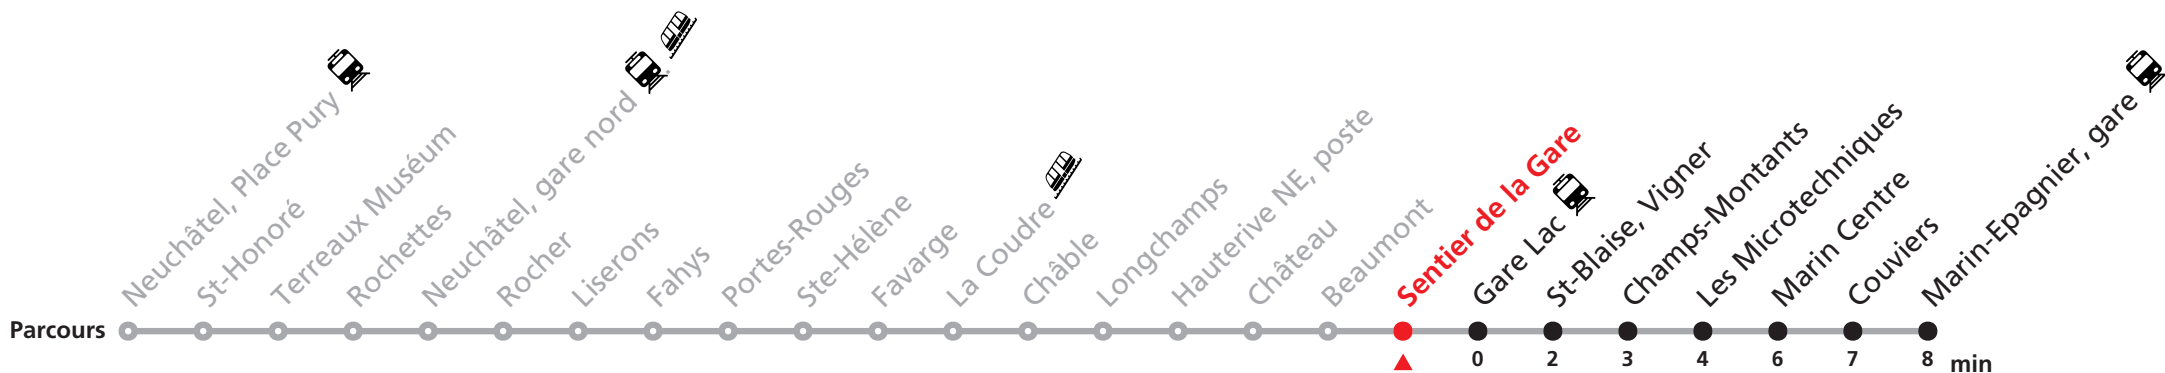 Neuchâtel, Place Pury
St-Honoré
Terreaux Muséum
Rochettes
Neuchâtel, gare nord
Rocher
Liserons
Fahys
Portes-Rouges
Ste-Hélène
Favarge
La Coudre
Châble
Longchamps
Hauterive NE, poste
Château
Beaumont
Sentier de la Gare
Gare Lac
St-Blaise, Vigner
Champs-Montants
Les Microtechniques
Marin Centre
Couviers
Marin-Epagnier, gare
Parcours
0 2 3 4 6 7 8 min